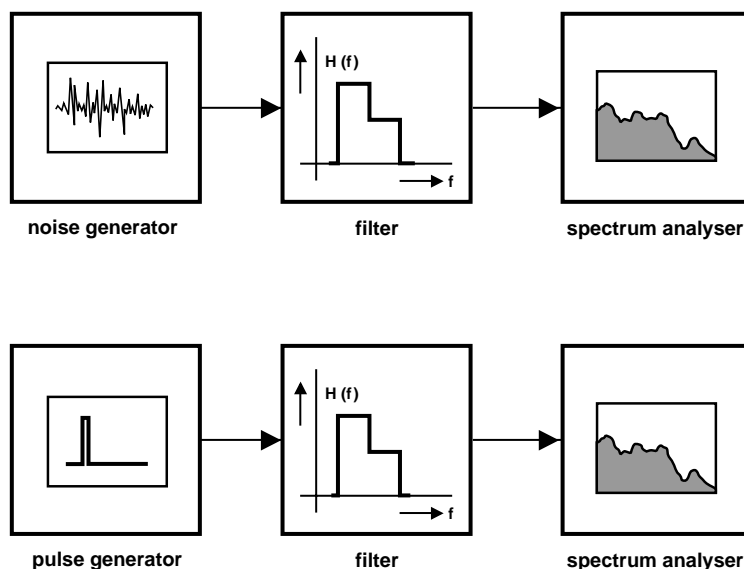 H (f)
f
noise generator
filter
spectrum analyser
H (f)
f
pulse generator
filter
spectrum analyser